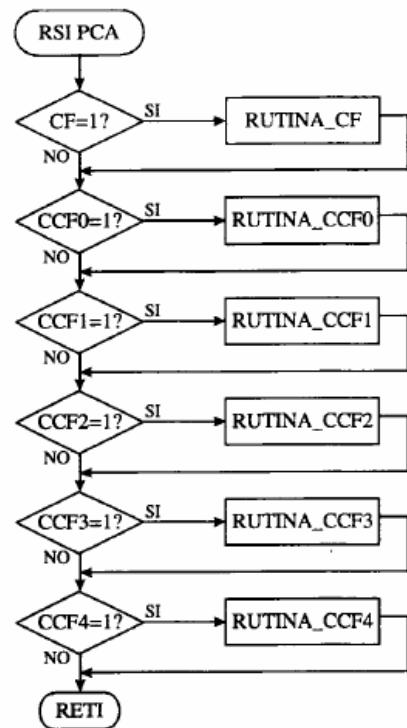 RSI PCA
CF=1?
SI
RUTINA_CF
NO
CCF0=1?
SI
RUTINA_CCF0
NO
CCF1=1?
SI
RUTINA_CCF1
NO
CCF2=1?
SI
RUTINA_CCF2
NO
CCF3=1?
SI
RUTINA_CCF3
NO
CCF4=1?
SI
RUTINA_CCF4
NO
RETI